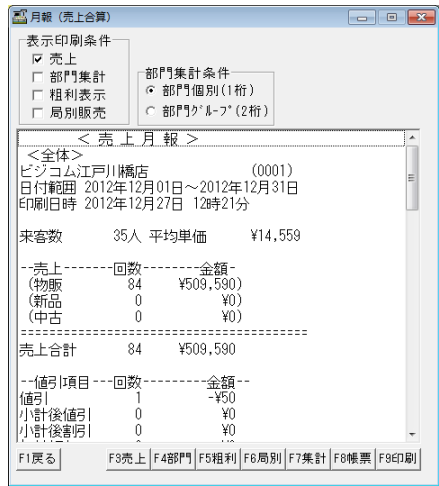 月報（売上合算）
表示印刷条件
売上
部門集計
粗利表示
局別販売
部門集計条件
部門個別(1桁)
部門ｸﾞﾙｰﾌﾟ(2桁)
＜ 売 上 月 報 ＞
＜全体＞
ビジコム江戸川橋店 (0001)
日付範囲 2012年12月01日～2012年12月31日
印刷日時 2012年12月27日 12時21分
来客数 35人 平均単価 ¥14,559
--売上-------回数--------金額-
(物販 84 ¥509,590)
(新品 0 ¥0)
(中古 0 ¥0)
==================================
売上合計 84 ¥509,590
--値引項目---回数--------金額--
値引 1 -¥50
小計後値引 0 ¥0
小計後割引 0 ¥0
F1戻る F3売上 F4部門 F5粗利 F6局別 F7集計 F8帳票 F9印刷